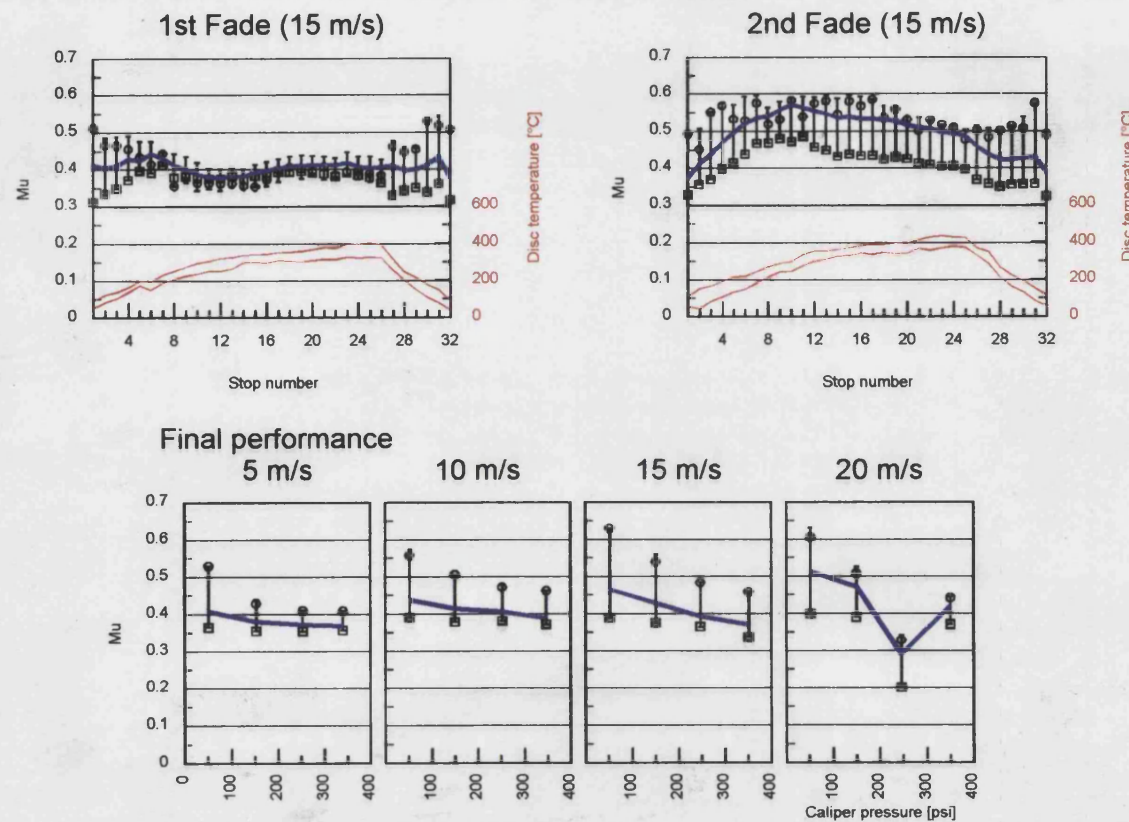 1st Fade (15 m/s)
0.7
0.6
0.5
0.4
0.3
0.2
0.1
0
Mu
600
400
200
0
Disc temperature [°C]
4 8 12 16 20 24 28 32
Stop number
2nd Fade (15 m/s)
0.7
0.6
0.5
0.4
0.3
0.2
0.1
0
Mu
600
400
200
0
Disc temperature [°C]
4 8 12 16 20 24 28 32
Stop number
Final performance
5 m/s
10 m/s
15 m/s
20 m/s
0.7
0.6
0.5
0.4
0.3
0.2
0.1
0
Mu
0 100 200 300 400
100 200 300 400
100 200 300 400
100 200 300 400
Caliper pressure [psi]